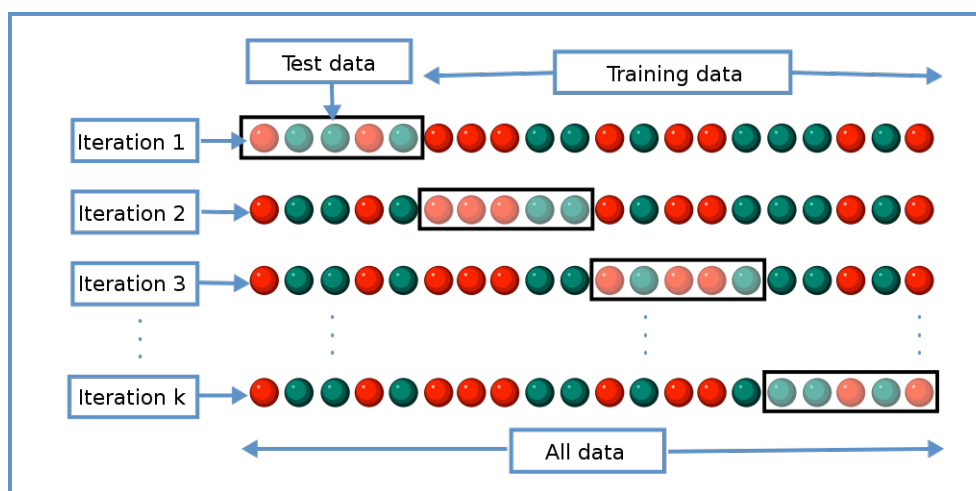 Test data
Training data
Iteration 1
Iteration 2
Iteration 3
Iteration k
All data